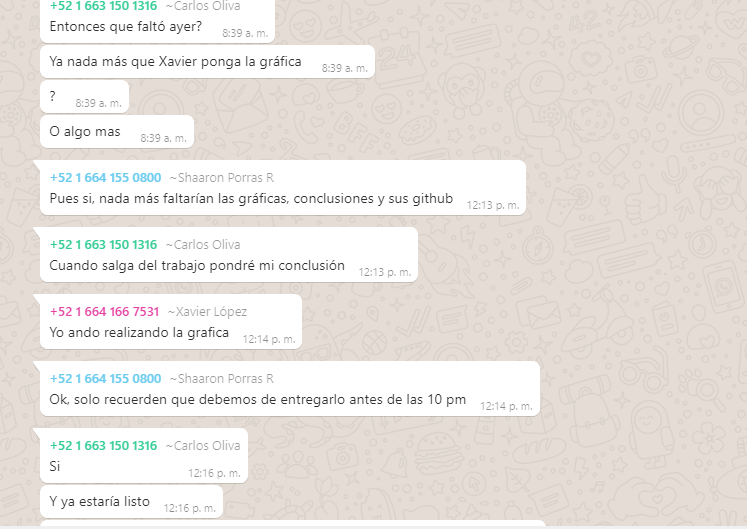 +52 1 663 150 1316 ~Carlos Oliva
Entonces que faltó ayer? 8:39 a. m.
Ya nada más que Xavier ponga la gráfica 8:39 a. m.
? 8:39 a. m.
O algo mas 8:39 a. m.
+52 1 664 155 0800 ~Shaaron Porras R
Pues si, nada más faltarían las gráficas, conclusiones y sus github 12:13 p. m.
+52 1 663 150 1316 ~Carlos Oliva
Cuando salga del trabajo pondré mi conclusión 12:13 p. m.
+52 1 664 166 7531 ~Xavier López
Yo ando realizando la grafica 12:14 p. m.
+52 1 664 155 0800 ~Shaaron Porras R
Ok, solo recuerden que debemos de entregarlo antes de las 10 pm 12:14 p. m.
+52 1 663 150 1316 ~Carlos Oliva
Si 12:16 p. m.
Y ya estaría listo 12:16 p. m.